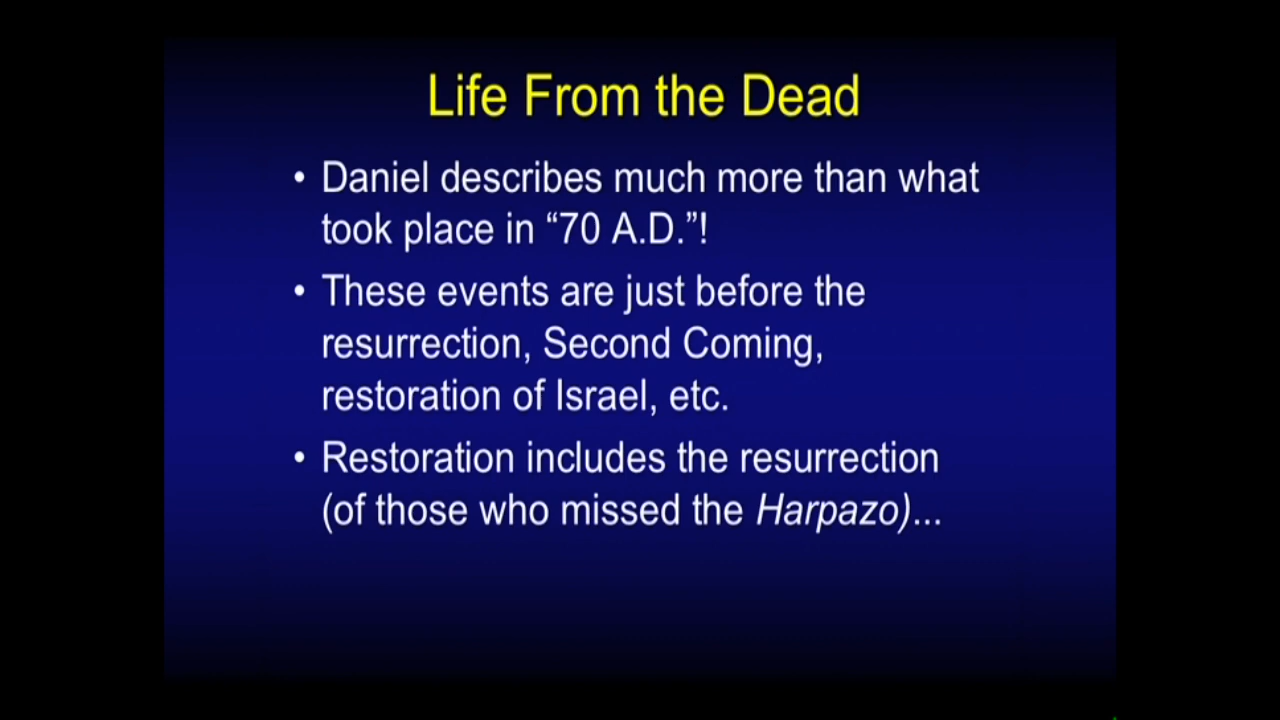 Life From the Dead
• Daniel describes much more than what
took place in “70 A.D.”!
• These events are just before the
resurrection, Second Coming,
restoration of Israel, etc.
• Restoration includes the resurrection
(of those who missed the Harpazo)...